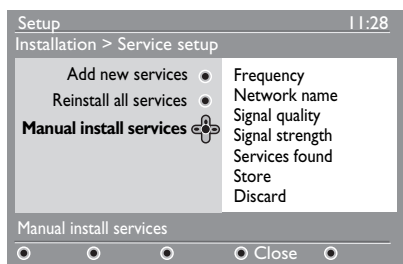 Setup 11:28
Installation > Service setup
Add new services
Reinstall all services
Manual install services
Frequency
Network name
Signal quality
Signal strength
Services found
Store
Discard
Manual install services
Close